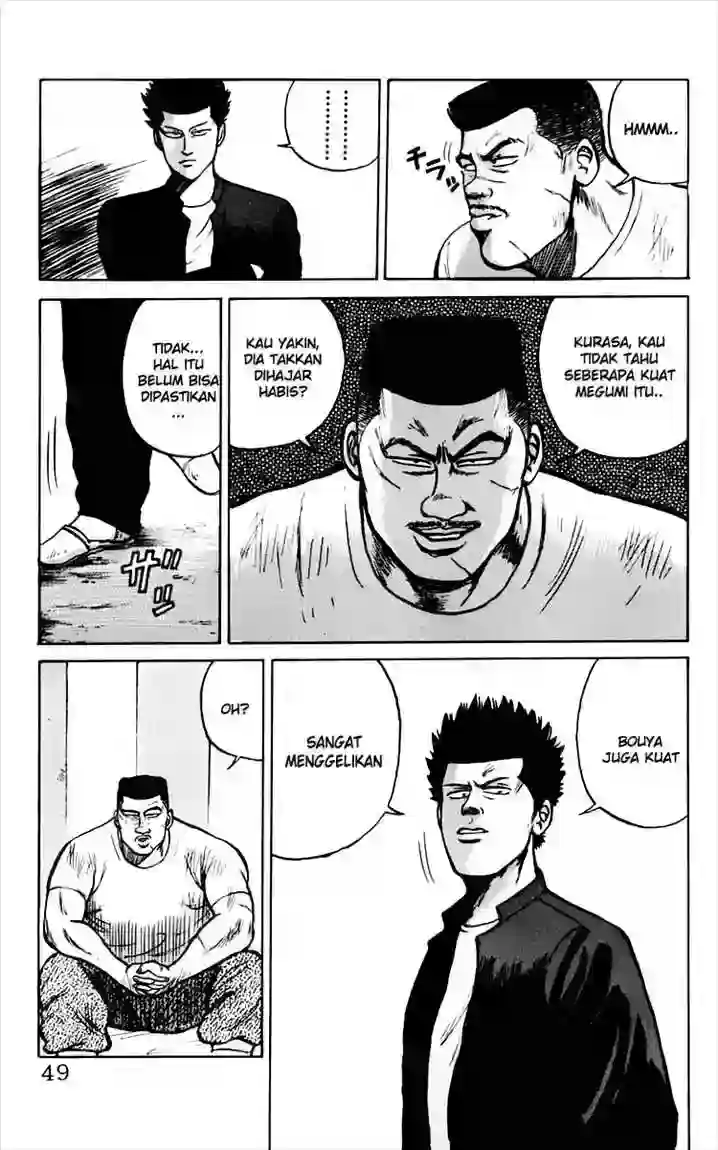 HMMM..
チラッ
⋮⋮
KURASA, KAU
TIDAK TAHU
SEBERAPA KUAT
MEGUMI ITU..
KAU YAKIN,
DIA TAKKAN
DIHAJAR
HABIS?
TIDAK...
HAL ITU
BELUM BISA
DIPASTIKAN
...
ザッ
BOUYA
JUGA KUAT
SANGAT
MENGGELIKAN
OH?
49